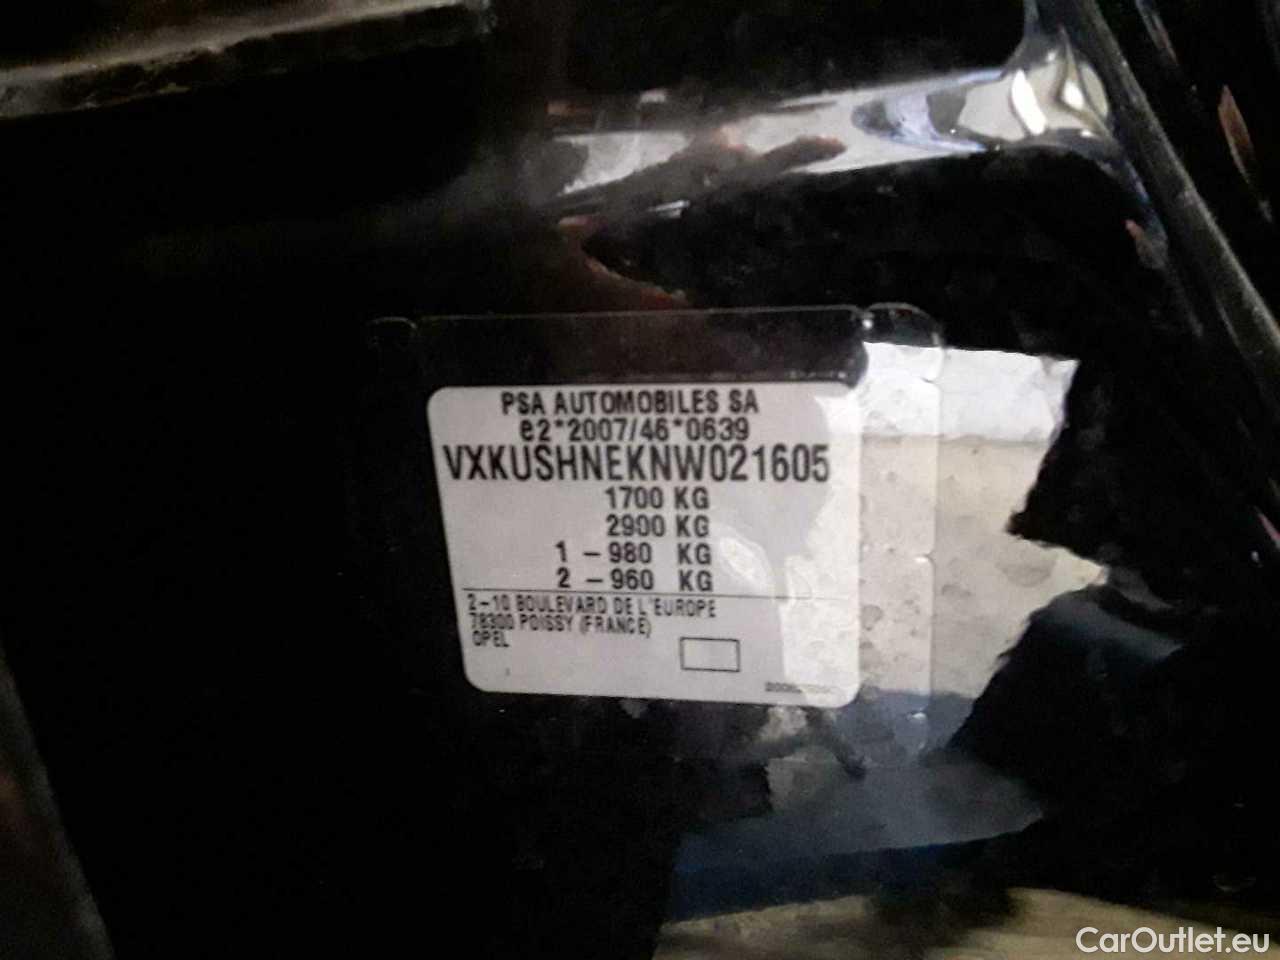 PSA AUTOMOBILES SA
e2*2007/46*0639
VXKUSHNEKNW021605
1700 KG
2900 KG
1 - 980 KG
2 - 960 KG
2-10 BOULEVARD DE L'EUROPE
78300 POISSY (FRANCE)
OPEL
CarOutlet.eu